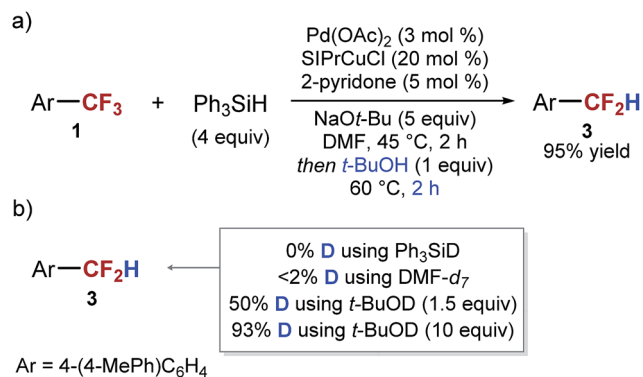 a)
Pd(OAc)₂ (3 mol %)
SIPrCuCl (20 mol %)
2-pyridone (5 mol %)
Ar—CF₃ + Ph₃SiH Ar—CF₂H
1 (4 equiv) 3
NaOt-Bu (5 equiv)
95% yield
DMF, 45 °C, 2 h
then t-BuOH (1 equiv)
60 °C, 2 h
b)
Ar—CF₂H
3
0% D using Ph₃SiD
<2% D using DMF-d₇
50% D using t-BuOD (1.5 equiv)
93% D using t-BuOD (10 equiv)
Ar = 4-(4-MePh)C₆H₄